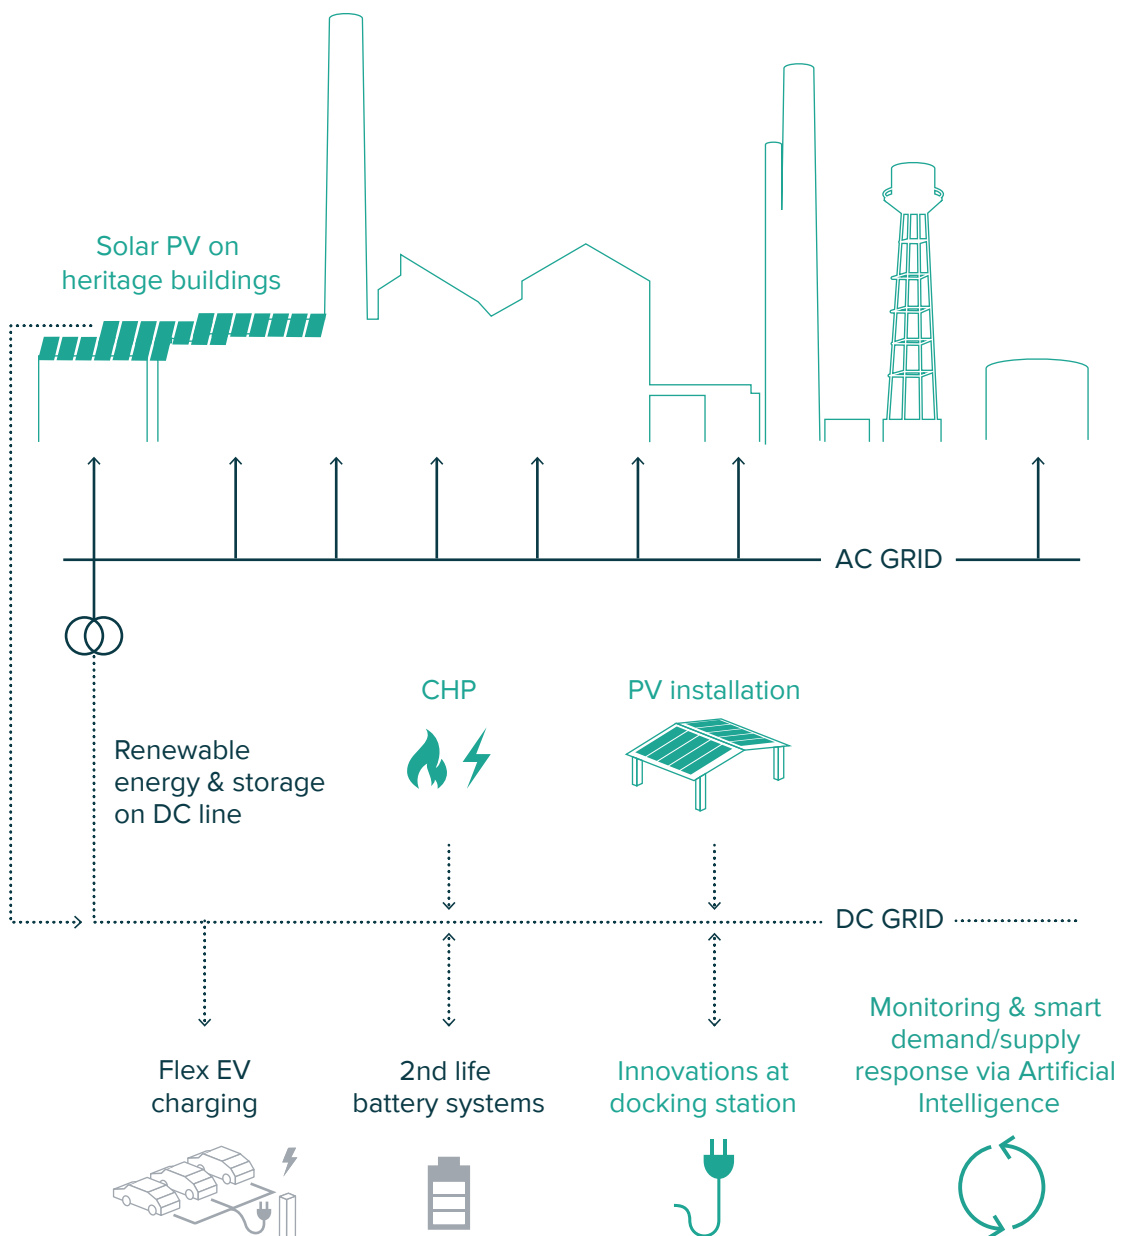 Solar PV on
heritage buildings
AC GRID
CHP
PV installation
Renewable
energy & storage
on DC line
DC GRID
Flex EV
charging
2nd life
battery systems
Innovations at
docking station
Monitoring & smart
demand/supply
response via Artificial
Intelligence